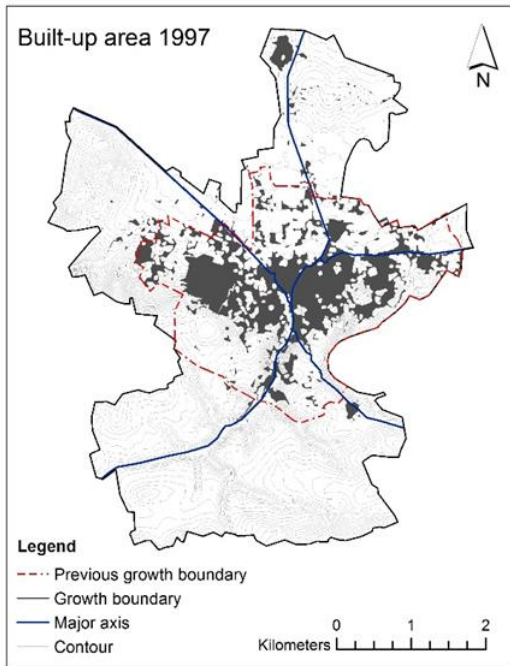 Built-up area 1997
N
Legend
Previous growth boundary
Growth boundary
Major axis
Contour
0 1 2
Kilometers